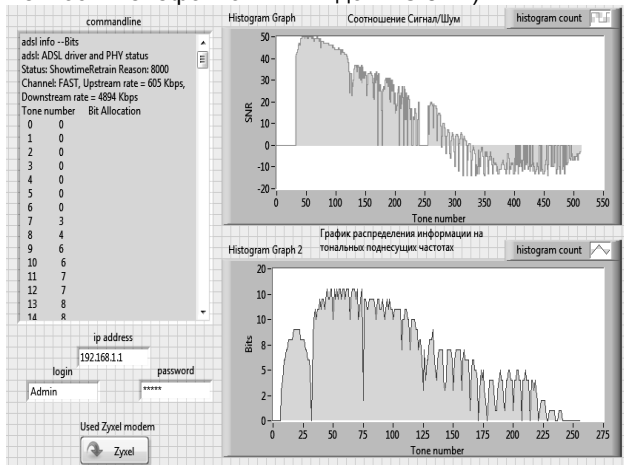 commandline
adsl info --Bits
adsl: ADSL driver and PHY status
Status: ShowtimeRetrain Reason: 8000
Channel: FAST, Upstream rate = 605 Kbps,
Downstream rate = 4894 Kbps
Tone number Bit Allocation
0 0
1 0
2 0
3 0
4 0
5 0
6 0
7 3
8 4
9 6
10 6
11 7
12 7
13 8
14 8
ip address
192.168.1.1
login password
Admin *****
Used Zyxel modem
Zyxel
Histogram Graph Соотношение Сигнал/Шум histogram count
SNR
50
40
30
20
10
0
-10
-20
0 50 100 150 200 250 300 350 400 450 500 550
Tone number
График распределения информации на
Histogram Graph 2 тональных поднесущих частотах histogram count
Bits
20
10
10
8
5
2
0
0 25 50 75 100 125 150 175 200 225 250 275
Tone number